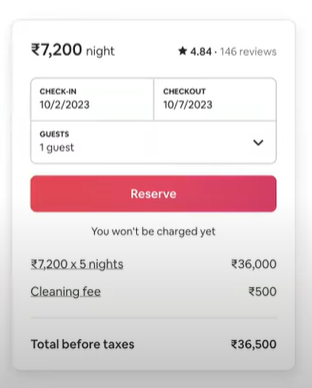 ₹7,200 night ★ 4.84 · 146 reviews
CHECK-IN CHECKOUT
10/2/2023 10/7/2023
GUESTS
1 guest
Reserve
You won't be charged yet
₹7,200 x 5 nights ₹36,000
Cleaning fee ₹500
Total before taxes ₹36,500